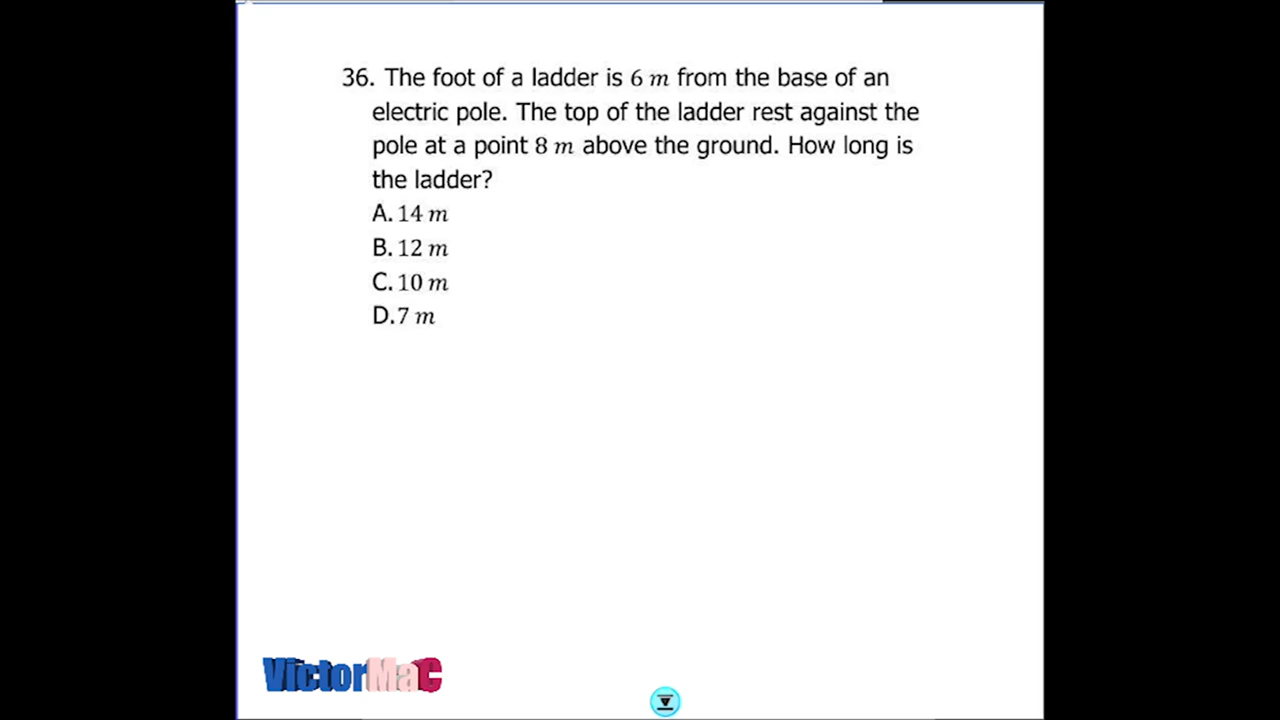 36. The foot of a ladder is 6 m from the base of an
electric pole. The top of the ladder rest against the
pole at a point 8 m above the ground. How long is
the ladder?
A. 14 m
B. 12 m
C. 10 m
D.7 m
VictorMaC